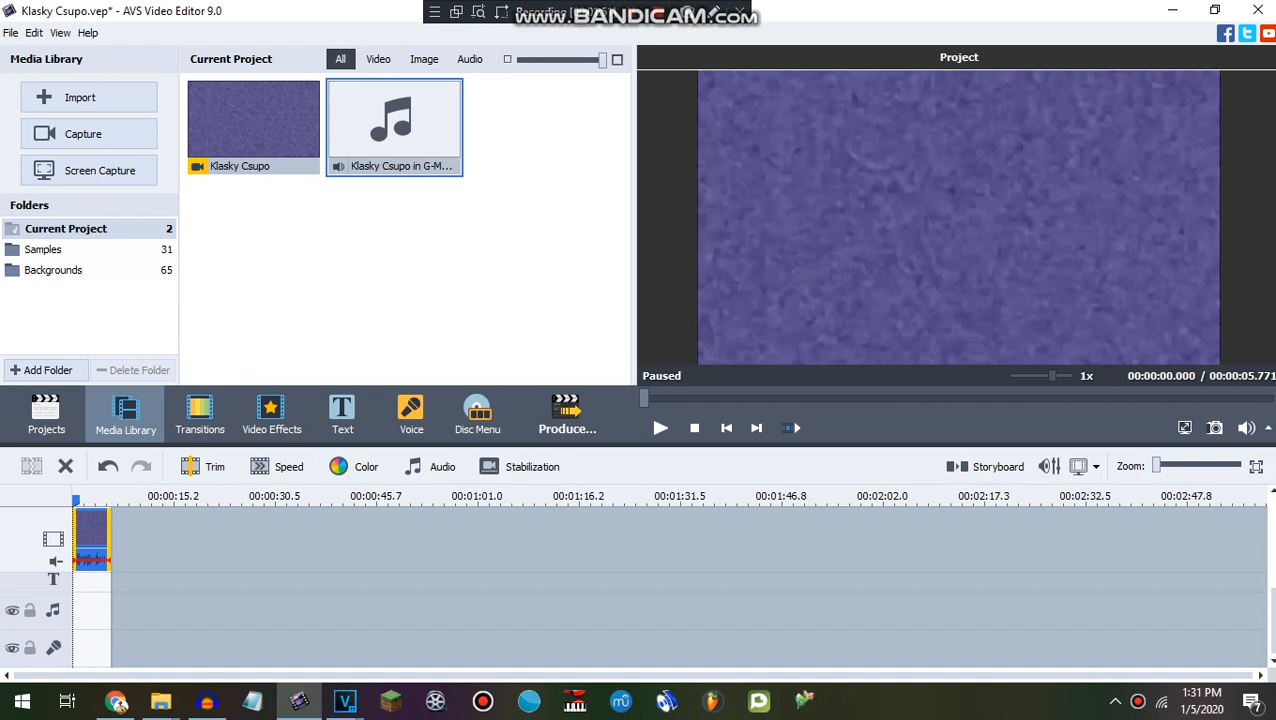 Klasky Csupo.vep* - AVS Video Editor 9.0
www.BANDICAM.com
File Edit View Help
Media Library
Current Project
All
Video
Image
Audio
Project
Import
Capture
Screen Capture
Klasky Csupo
Klasky Csupo in G-M...
Folders
Current Project 2
Samples 31
Backgrounds 65
Add Folder
Delete Folder
Paused
1x
00:00:00.000 / 00:00:05.771
Projects
Media Library
Transitions
Video Effects
Text
Voice
Disc Menu
Produce...
Trim
Speed
Color
Audio
Stabilization
Storyboard
Zoom:
00:00:15.2 00:00:30.5 00:00:45.7 00:01:01.0 00:01:16.2 00:01:31.5 00:01:46.8 00:02:02.0 00:02:17.3 00:02:32.5 00:02:47.8
T
1:31 PM
1/5/2020
7